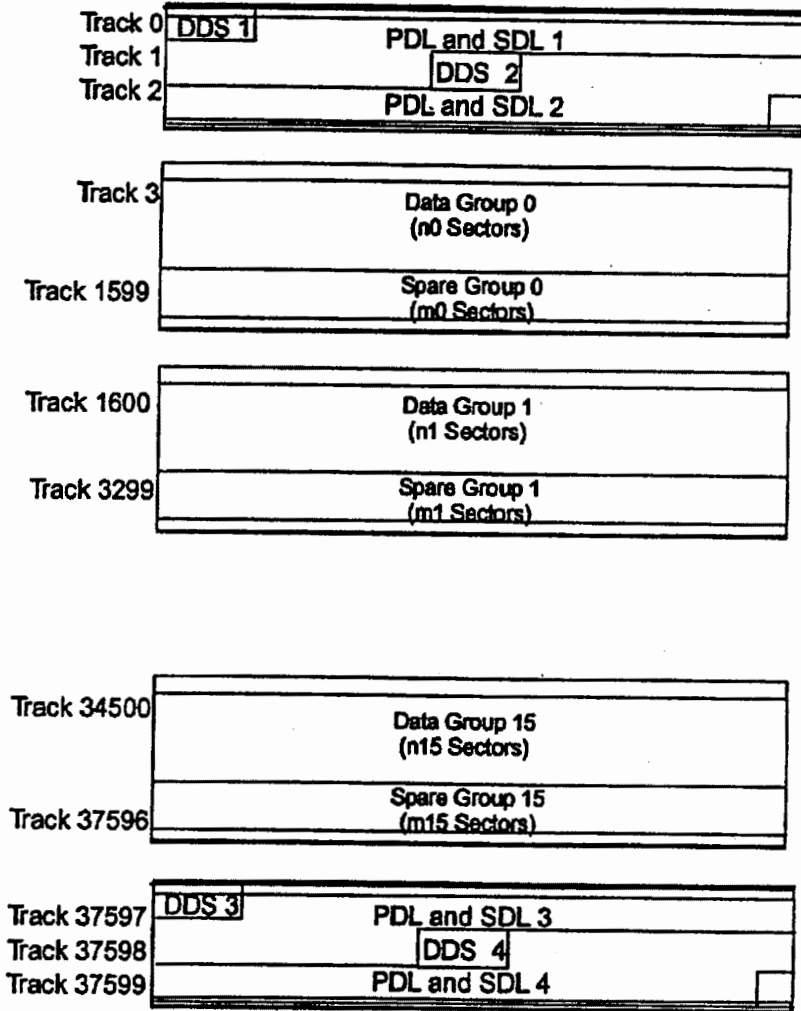 Track 0 DDS 1
PDL and SDL 1
Track 1
DDS 2
Track 2
PDL and SDL 2
Track 3
Data Group 0
(n0 Sectors)
Track 1599
Spare Group 0
(m0 Sectors)
Track 1600
Data Group 1
(n1 Sectors)
Track 3299
Spare Group 1
(m1 Sectors)
Track 34500
Data Group 15
(n15 Sectors)
Spare Group 15
Track 37596
(m15 Sectors)
DDS 3
Track 37597
PDL and SDL 3
Track 37598
DDS 4
Track 37599
PDL and SDL 4